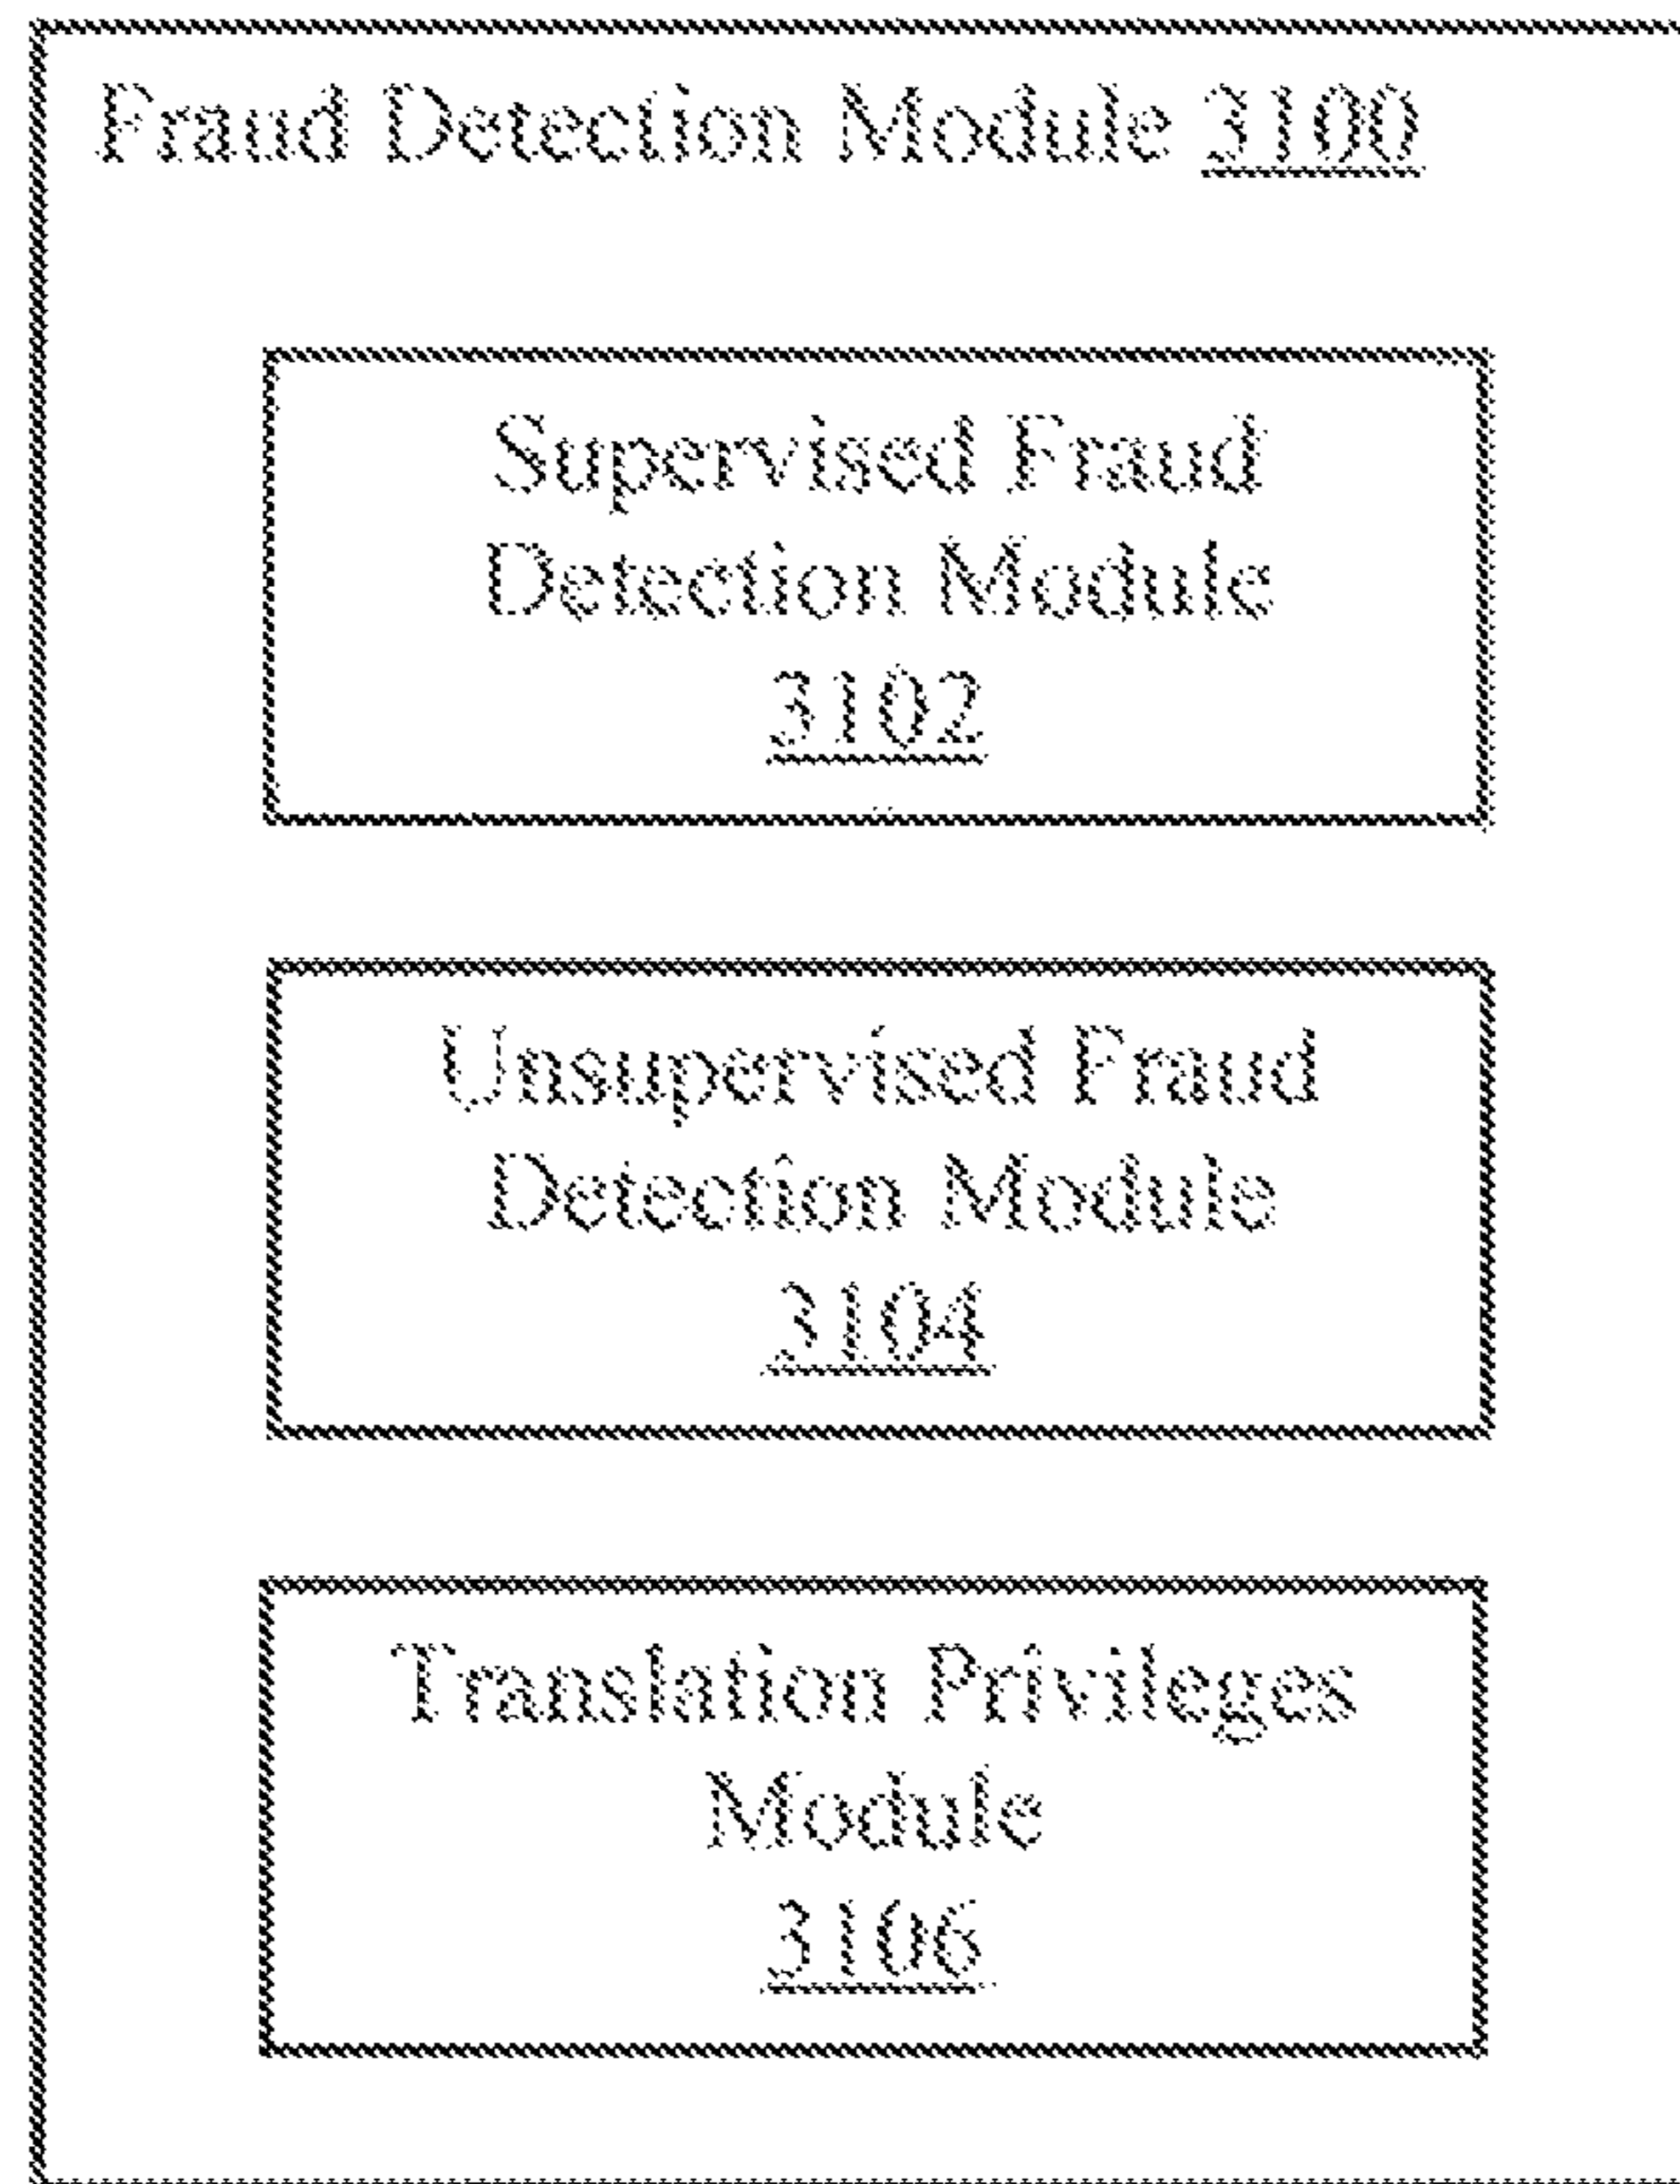 Fraud Detection Module 3100
Supervised Fraud
Detection Module
3102
Unsupervised Fraud
Detection Module
3104
Translation Privileges
Module
3106